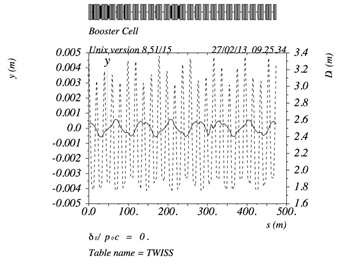 Booster Cell
Unix version 8.51/15 27/02/13 09.25.34
y (m)
D (m)
y
0.005 3.4
0.004 3.2
0.003 3.0
0.002 2.8
0.001
0.0 2.6
-0.001 2.4
-0.002 2.2
-0.003 2.0
-0.004 1.8
-0.005 1.6
0.0 100. 200. 300. 400. 500.
s (m)
p₀c = 0 .
Table name = TWISS